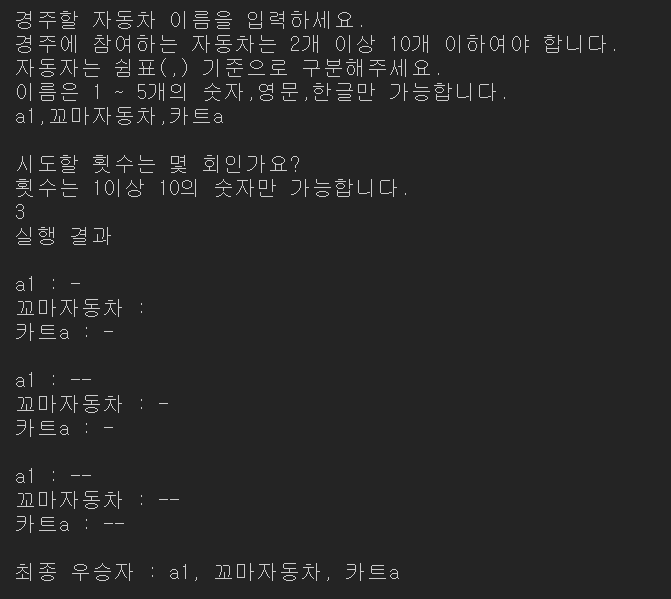 경주할 자동차 이름을 입력하세요.
경주에 참여하는 자동차는 2개 이상 10개 이하여야 합니다.
자동자는 쉼표(,) 기준으로 구분해주세요.
이름은 1 ~ 5개의 숫자,영문,한글만 가능합니다.
a1,꼬마자동차,카트a
시도할 횟수는 몇 회인가요?
횟수는 1이상 10의 숫자만 가능합니다.
3
실행 결과
a1 : -
꼬마자동차 :
카트a : -
a1 : --
꼬마자동차 : -
카트a : -
a1 : --
꼬마자동차 : --
카트a : --
최종 우승자 : a1, 꼬마자동차, 카트a